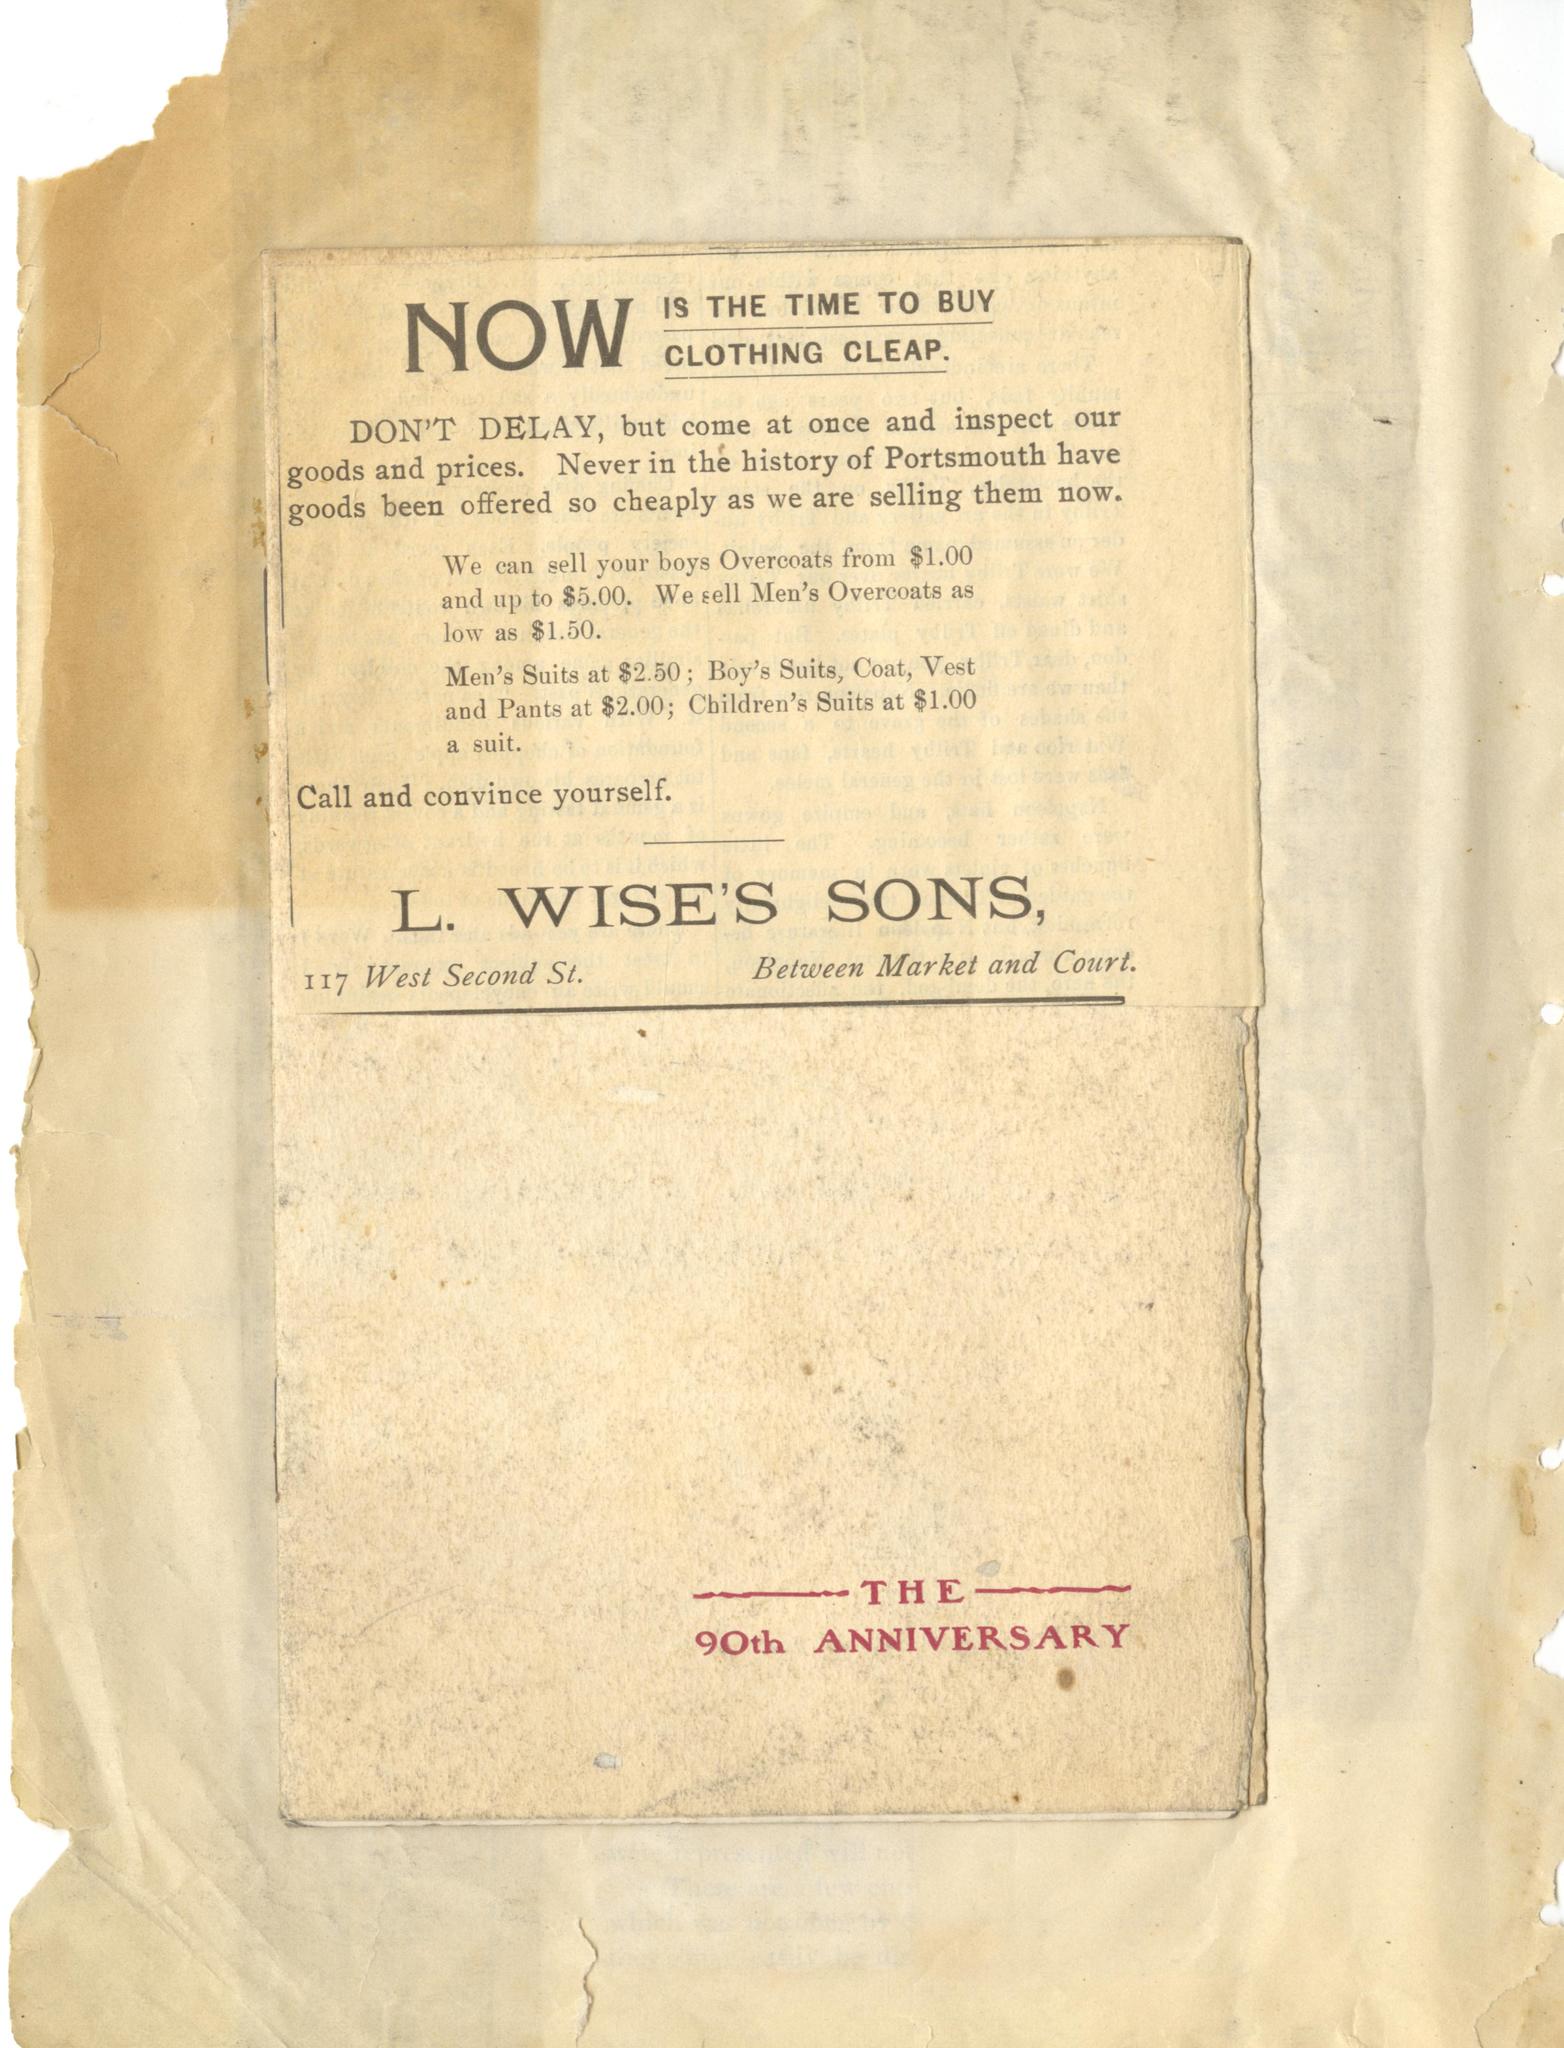 NOW IS THE TIME TO BUY
CLOTHING CLEAP.
DON'T DELAY, but come at once and inspect our
goods and prices. Never in the history of Portsmouth have
goods been offered so cheaply as we are selling them now.
We can sell your boys Overcoats from $1.00
and up to $5.00. We sell Men's Overcoats as
low as $1.50.
Men's Suits at $2.50; Boy's Suits, Coat, Vest
and Pants at $2.00; Children's Suits at $1.00
a suit.
Call and convince yourself.
L. WISE'S SONS,
117 West Second St. Between Market and Court.
THE
90th ANNIVERSARY